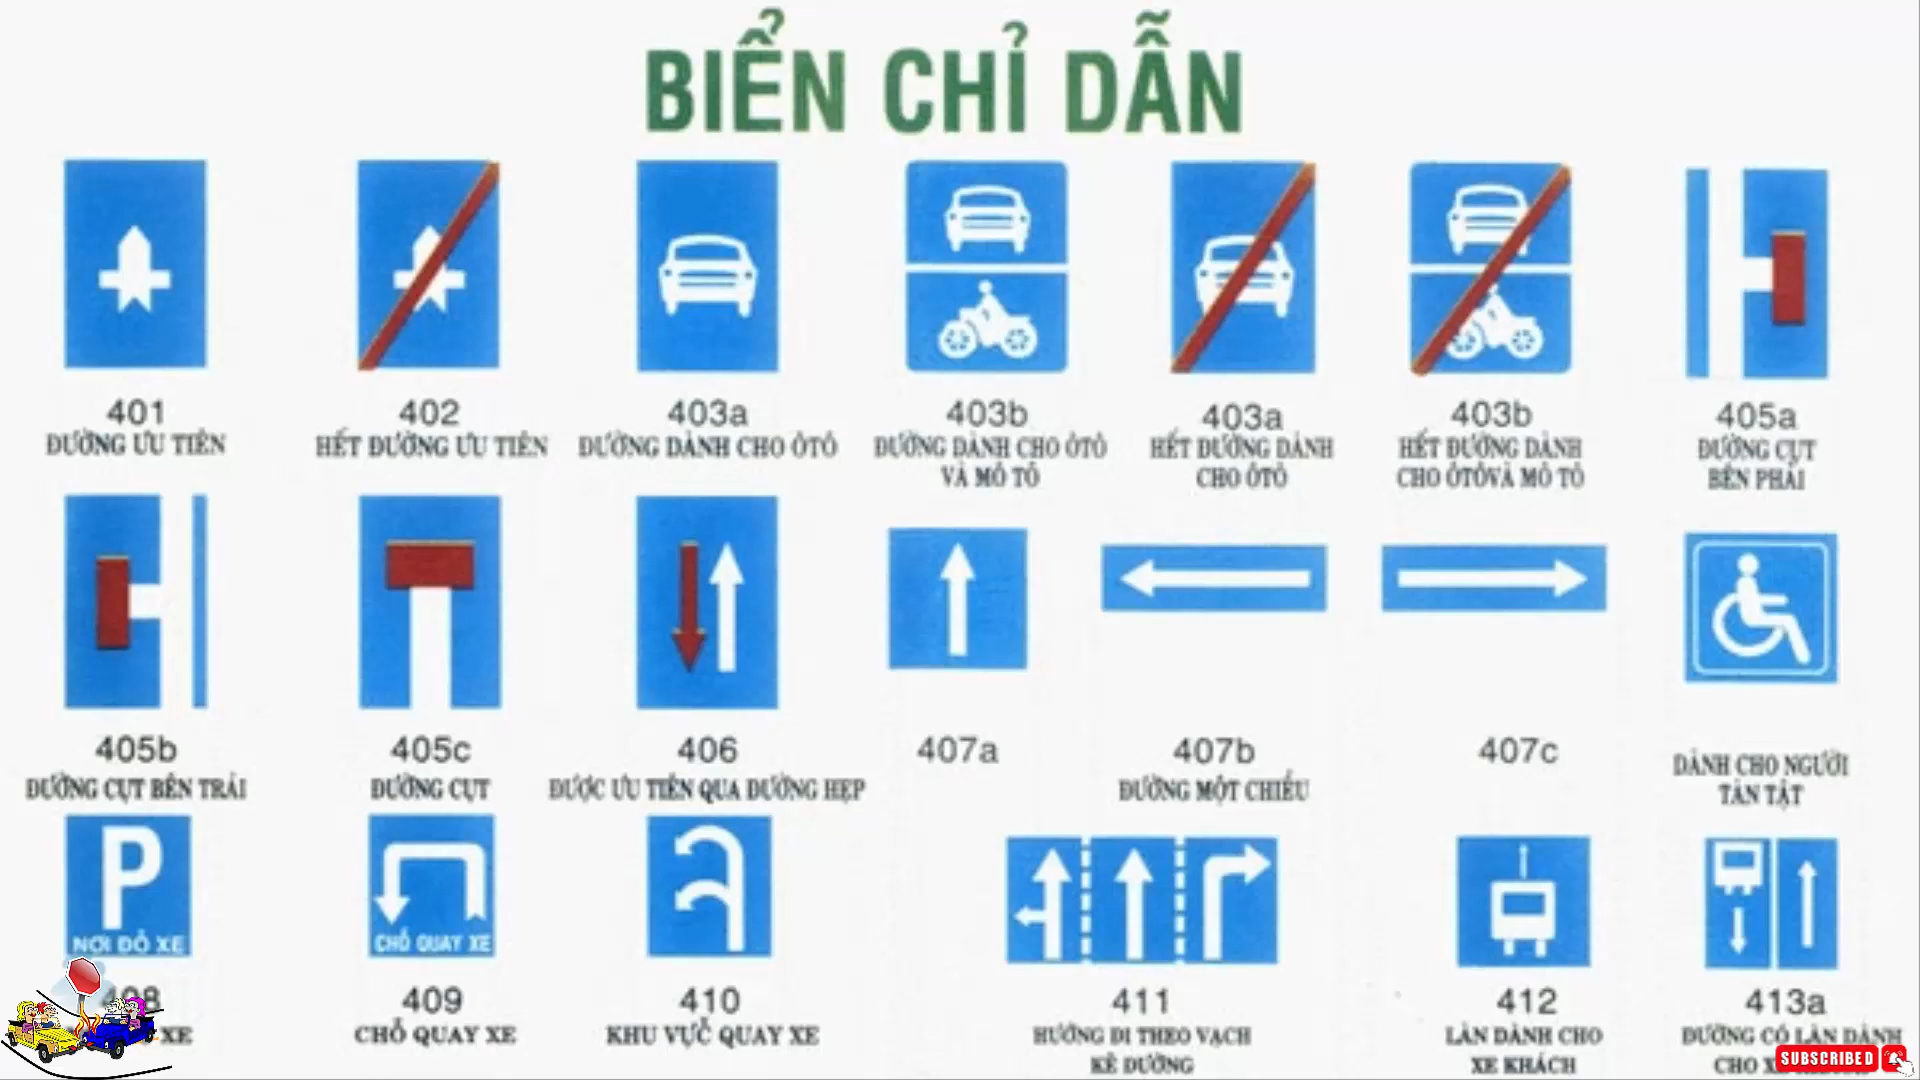 BIỂN CHỈ DẪN
401
ĐƯỜNG ƯU TIÊN
402
HẾT ĐƯỜNG ƯU TIÊN
403a
ĐƯỜNG DÀNH CHO ÔTÔ
403b
ĐƯỜNG DÀNH CHO ÔTÔ
VÀ MÔ TÔ
403a
HẾT ĐƯỜNG DÀNH
CHO ÔTÔ
403b
HẾT ĐƯỜNG DÀNH
CHO ÔTÔVÀ MÔ TÔ
405a
ĐƯỜNG CỤT
BÊN PHẢI
405b
ĐƯỜNG CỤT BÊN TRÁI
405c
ĐƯỜNG CỤT
406
ĐƯỢC ƯU TIÊN QUA ĐƯỜNG HẸP
407a
407b
ĐƯỜNG MỘT CHIỀU
407c
DÀNH CHO NGƯỜI
TÀN TẬT
P
NƠI ĐỖ XE
408
XE
CHỖ QUAY XE
409
CHỖ QUAY XE
410
KHU VỰC QUAY XE
411
HƯỚNG ĐI THEO VẠCH
KẺ ĐƯỜNG
412
LÀN DÀNH CHO
XE KHÁCH
413a
ĐƯỜNG CÓ LÀN DÀNH
CHO
SUBSCRIBED